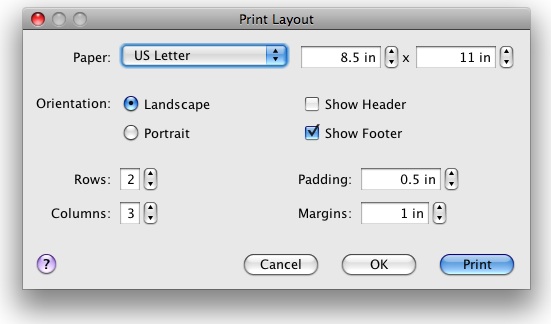 Print Layout
Paper: US Letter 8.5 in x 11 in
Orientation: Landscape Show Header
Portrait Show Footer
Rows: 2 Padding: 0.5 in
Columns: 3 Margins: 1 in
? Cancel OK Print